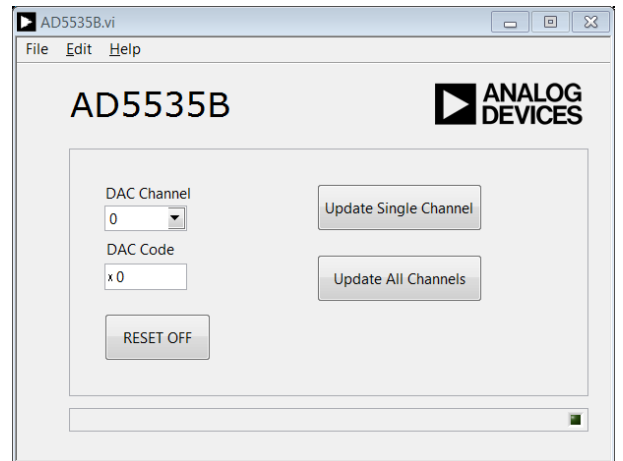 AD5535B.vi
File Edit Help
AD5535B
ANALOG
DEVICES
DAC Channel
0
Update Single Channel
DAC Code
x 0
Update All Channels
RESET OFF